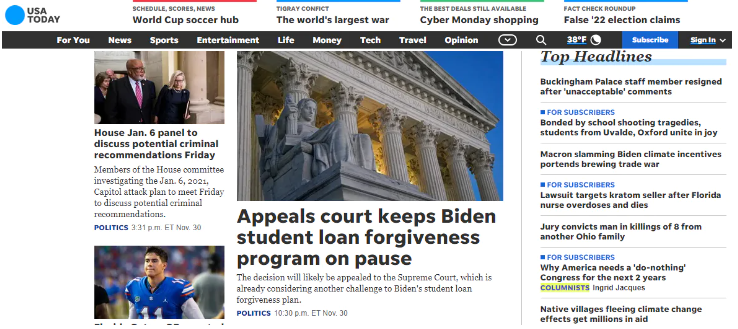 USA
TODAY
SCHEDULE, SCORES, NEWS
World Cup soccer hub
TIGRAY CONFICT
The world's largest war
THE BEST DEALS STILL AVAILABLE
Cyber Monday shopping
FACT CHECK ROUNDUP
False '22 election claims
For You News Sports Entertainment Life Money Tech Travel Opinion
38°F
Subscribe
Sign In
House Jan. 6 panel to
discuss potential criminal
recommendations Friday
Members of the House committee
investigating the Jan. 6, 2021,
Capitol attack plan to meet Friday
to discuss potential criminal
recommendations.
POLITICS 3:31 p.m. ET Nov. 30
Appeals court keeps Biden
student loan forgiveness
program on pause
The decision will likely be appealed to the Supreme Court, which is
already considering another challenge to Biden's student loan
forgiveness plan.
POLITICS 10:30 p.m. ET Nov. 30
Top Headlines
Buckingham Palace staff member resigned
after 'unacceptable' comments
FOR SUBSCRIBERS
Bonded by school shooting tragedies,
students from Uvalde, Oxford unite in joy
Macron slamming Biden climate incentives
portends brewing trade war
FOR SUBSCRIBERS
Lawsuit targets kratom seller after Florida
nurse overdoses and dies
Jury convicts man in killings of 8 from
another Ohio family
FOR SUBSCRIBERS
Why America needs a 'do-nothing'
Congress for the next 2 years
COLUMNISTS Ingrid Jacques
Native villages fleeing climate change
effects get millions in aid